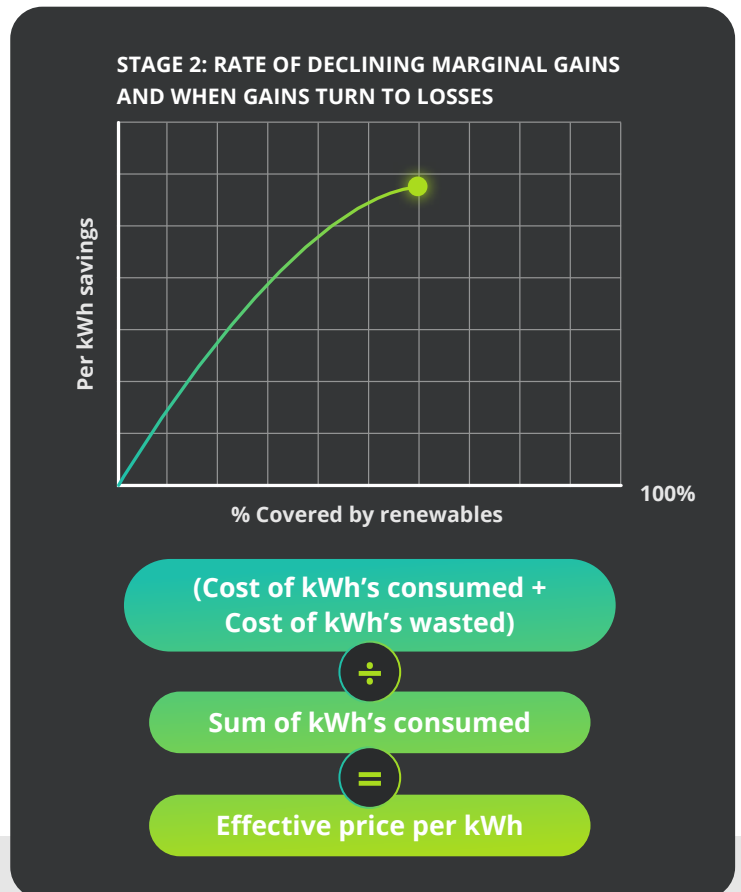 STAGE 2: RATE OF DECLINING MARGINAL GAINS
AND WHEN GAINS TURN TO LOSSES
Per kWh savings
100%
% Covered by renewables
(Cost of kWh’s consumed +
Cost of kWh’s wasted)
÷
Sum of kWh’s consumed
=
Effective price per kWh